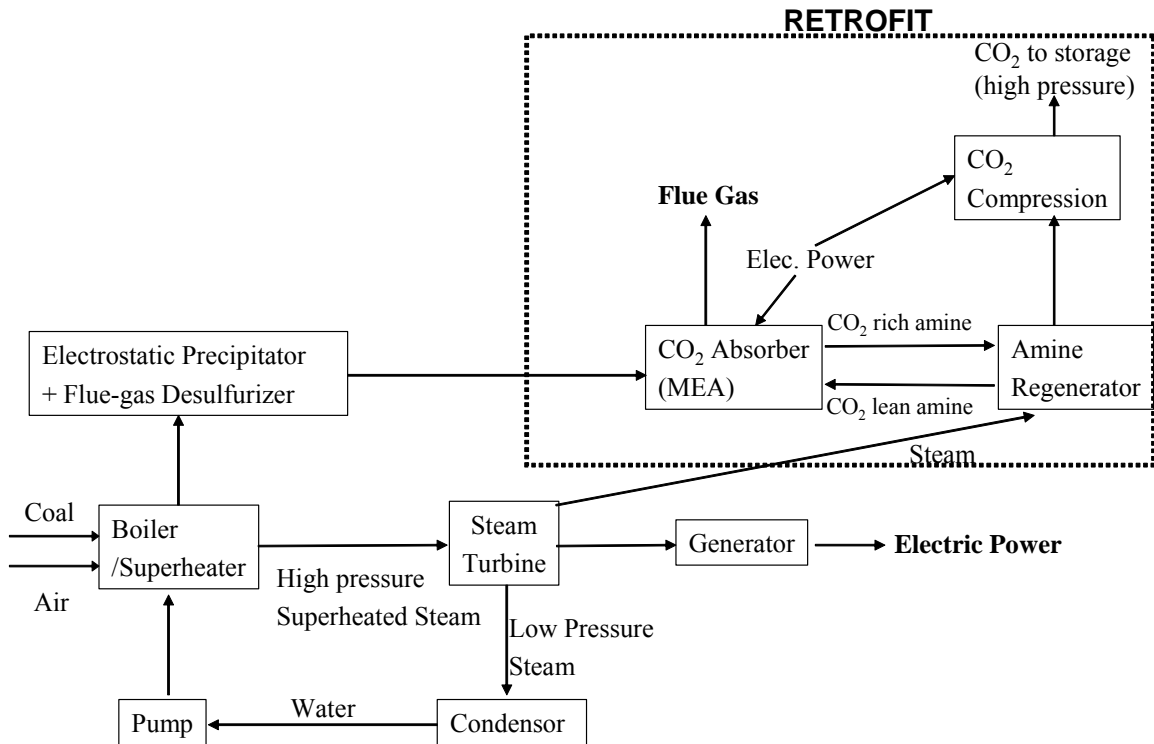 RETROFIT
CO₂ to storage
(high pressure)
CO₂
Compression
Flue Gas
Elec. Power
CO₂ rich amine
Electrostatic Precipitator
+ Flue-gas Desulfurizer
CO₂ Absorber
(MEA)
Amine
Regenerator
CO₂ lean amine
Steam
Coal
Boiler
/Superheater
Air
Steam
Turbine
Generator
Electric Power
High pressure
Superheated Steam
Low Pressure
Steam
Pump
Water
Condensor